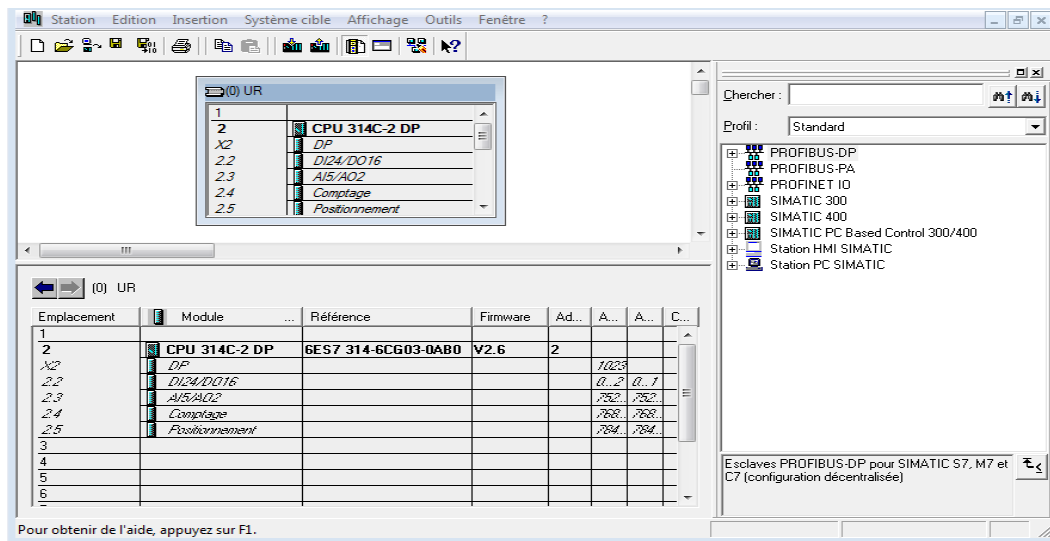 Station Edition Insertion Système cible Affichage Outils Fenêtre ?
(0) UR
1
2 CPU 314C-2 DP
X2 DP
2.2 DI24/DO16
2.3 AI5/AO2
2.4 Comptage
2.5 Positionnement
Chercher :
Profil : Standard
PROFIBUS-DP
PROFIBUS-PA
PROFINET IO
SIMATIC 300
SIMATIC 400
SIMATIC PC Based Control 300/400
Station HMI SIMATIC
Station PC SIMATIC
(0) UR
Emplacement Module ... Référence Firmware Ad... A... A... C...
1
2 CPU 314C-2 DP 6ES7 314-6CG03-0AB0 V2.6 2
X2 DP 1023
2.2 DI24/DO16 0...2 0...1
2.3 AI5/AO2 752.. 752..
2.4 Comptage 768.. 768..
2.5 Positionnement 784.. 784..
3
4
5
6
Esclaves PROFIBUS-DP pour SIMATIC S7, M7 et
C7 (configuration décentralisée)
Pour obtenir de l'aide, appuyez sur F1.